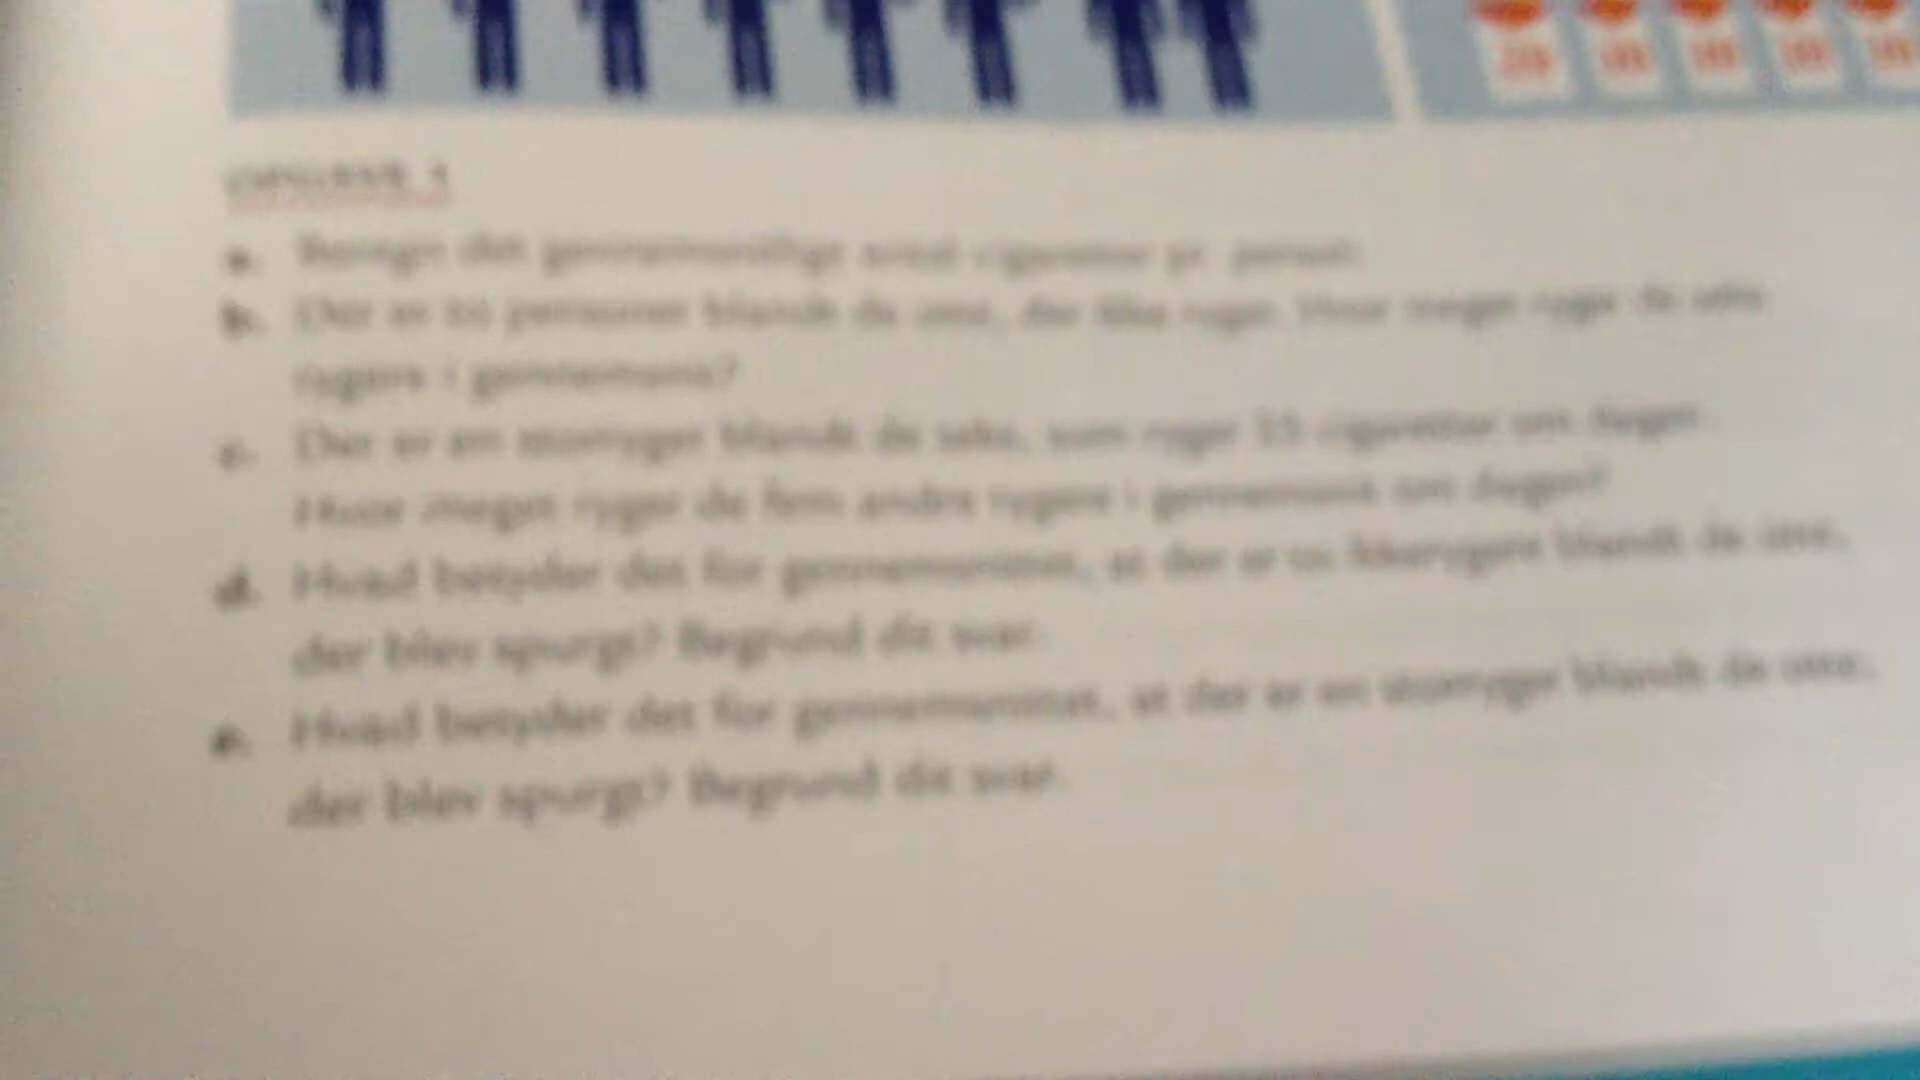 OPGAVE 1
a. Beregn det gennemsnitlige antal cigaretter pr. person.
b. Der er to personer blandt de otte, der ikke ryger. Hvor meget ryger de seks
rygere i gennemsnit?
c. Der er en storryger blandt de seks, som ryger cigaretter om dagen.
Hvor meget ryger de fem andre rygere i gennemsnit om dagen?
d. Hvad betyder det for gennemsnittet, at der er to ikkerygere blandt de otte,
der blev spurgt? Begrund dit svar.
e. Hvad betyder det for gennemsnittet, at der er en storryger blandt de otte,
der blev spurgt? Begrund dit svar.